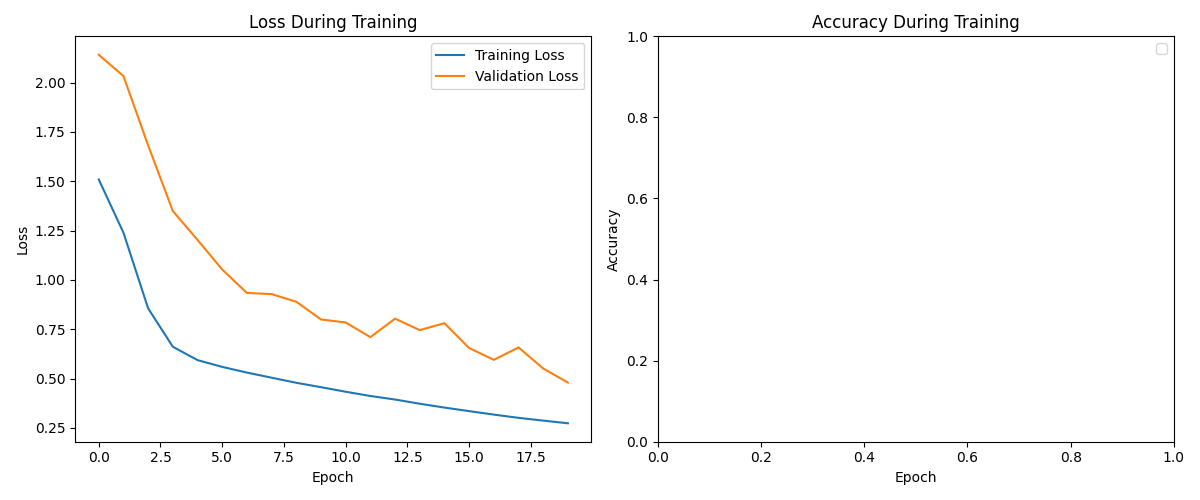 Loss During Training
Training Loss
Validation Loss
2.00
1.75
1.50
1.25
1.00
0.75
0.50
0.25
Loss
0.0 2.5 5.0 7.5 10.0 12.5 15.0 17.5
Epoch
Accuracy During Training
1.0
0.8
0.6
0.4
0.2
0.0
Accuracy
0.0 0.2 0.4 0.6 0.8 1.0
Epoch